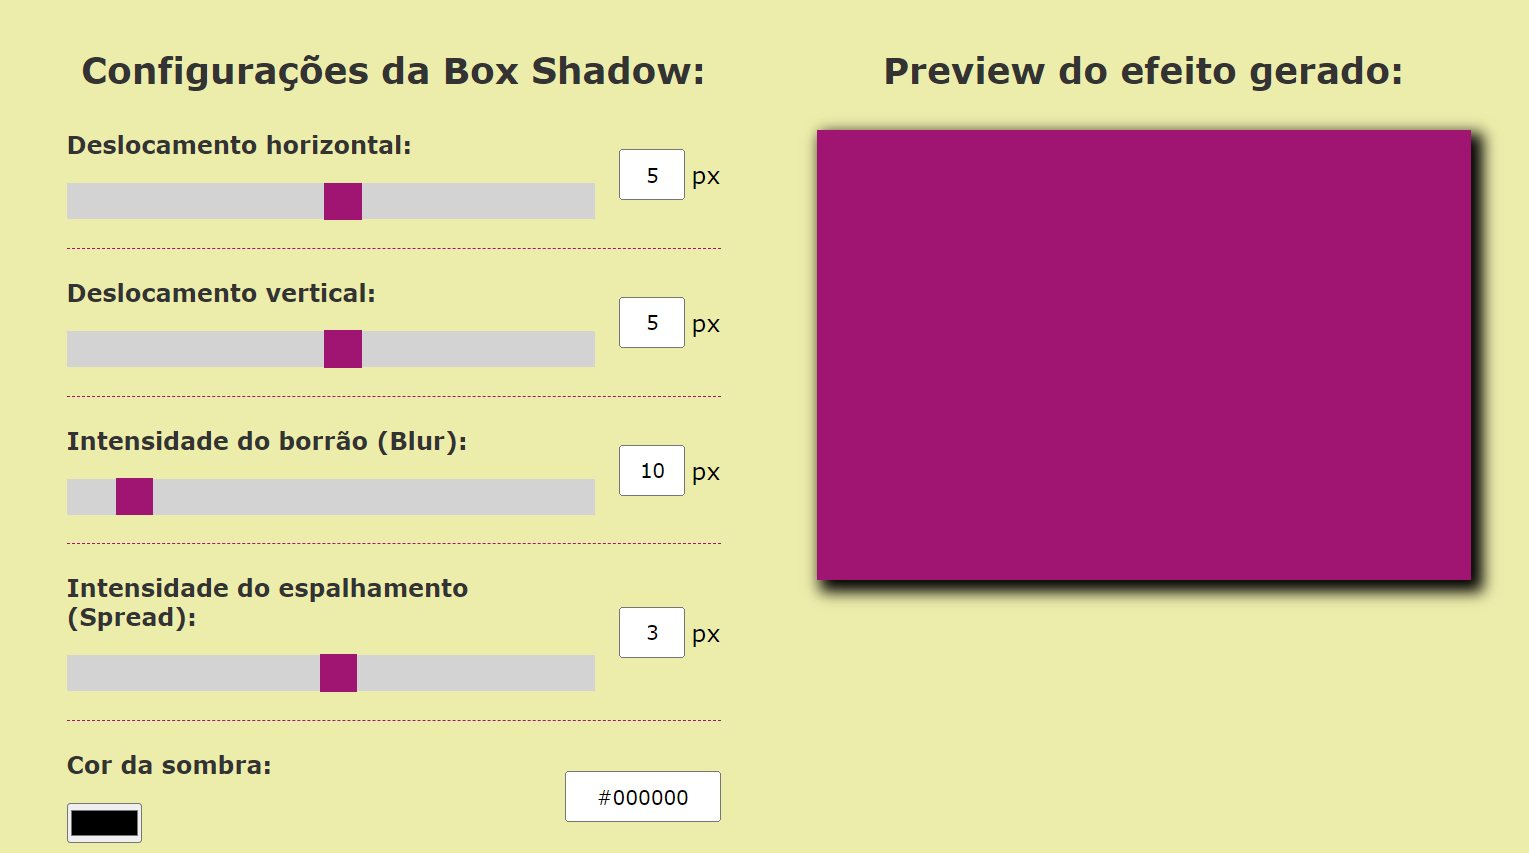 Configurações da Box Shadow:
Deslocamento horizontal:
5 px
Deslocamento vertical:
5 px
Intensidade do borrão (Blur):
10 px
Intensidade do espalhamento
(Spread):
3 px
Cor da sombra:
#000000
Preview do efeito gerado: